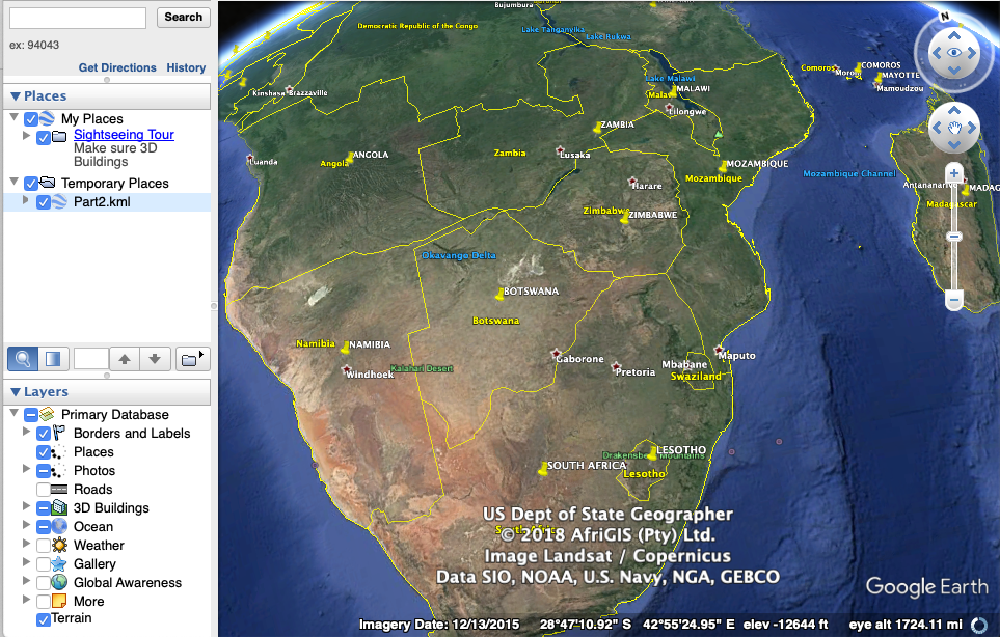 Search
ex: 94043
Get Directions History
Places
My Places
Sightseeing Tour
Make sure 3D
Buildings
Temporary Places
Part2.kml
Layers
Primary Database
Borders and Labels
Places
Photos
Roads
3D Buildings
Ocean
Weather
Gallery
Global Awareness
More
Terrain
Bujumbura
N
Democratic Republic of the Congo
Lake Tanganyika
Lake Rukwa
Comoros
Moroni
COMOROS
MAYOTTE
Mamoudzou
Lake Malawi
MALAWI
Malawi
Lilongwe
Kinshasa Brazzaville
ZAMBIA
Zambia
Lusaka
ANGOLA
Angola
Luanda
MOZAMBIQUE
Mozambique
Mozambique Channel
Antananarivo
MADAG
Madagascar
Harare
Zimbabwe
ZIMBABWE
Okavango Delta
BOTSWANA
Botswana
Namibia
NAMIBIA
Windhoek
Kalahari Desert
Gaborone
Pretoria
Mbabane
Swaziland
Maputo
LESOTHO
Drakensberg Mountains
Lesotho
SOUTH AFRICA
South Africa
US Dept of State Geographer
© 2018 AfriGIS (Pty) Ltd.
Image Landsat / Copernicus
Data SIO, NOAA, U.S. Navy, NGA, GEBCO
Google Earth
Imagery Date: 12/13/2015 28°47'10.92" S 42°55'24.95" E elev -12644 ft eye alt 1724.11 mi